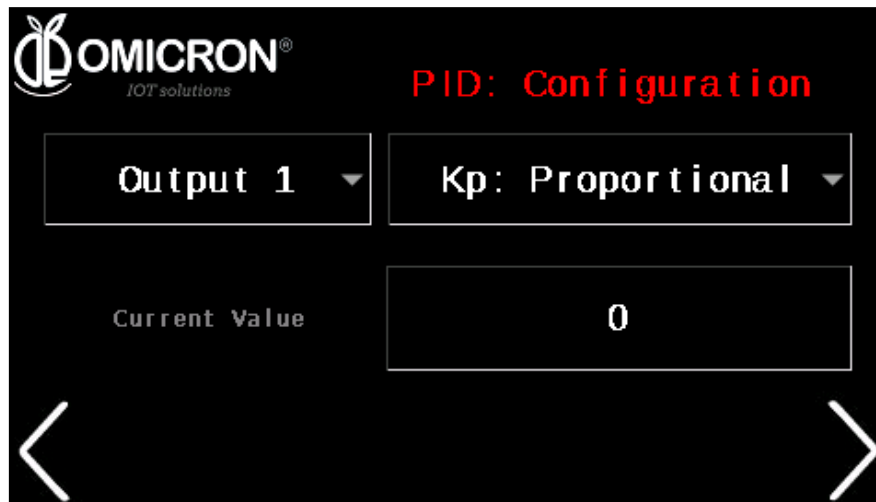 OMICRON®
IOT solutions
PID: Configuration
Output 1
Kp: Proportional
Current Value
0